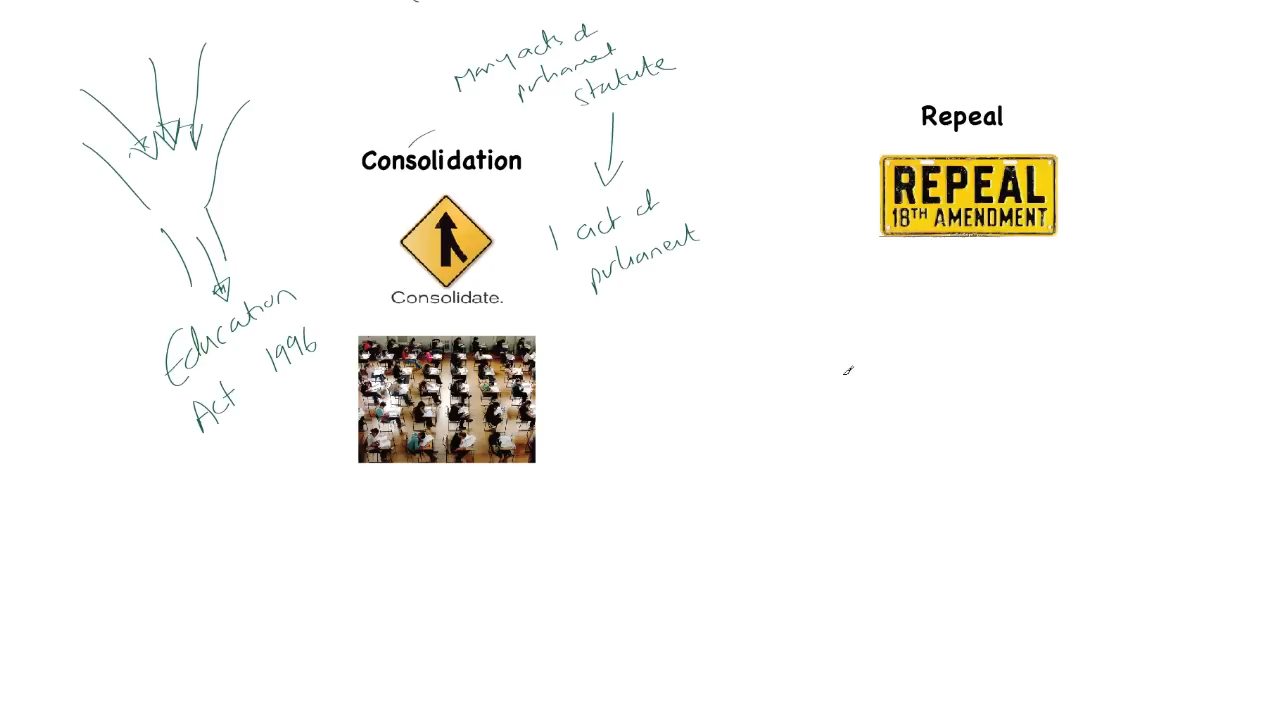 Many acts of
parliament
statute
Consolidation
1 act of
parliament
Consolidate.
Education
Act 1996
Repeal
REPEAL
18TH AMENDMENT